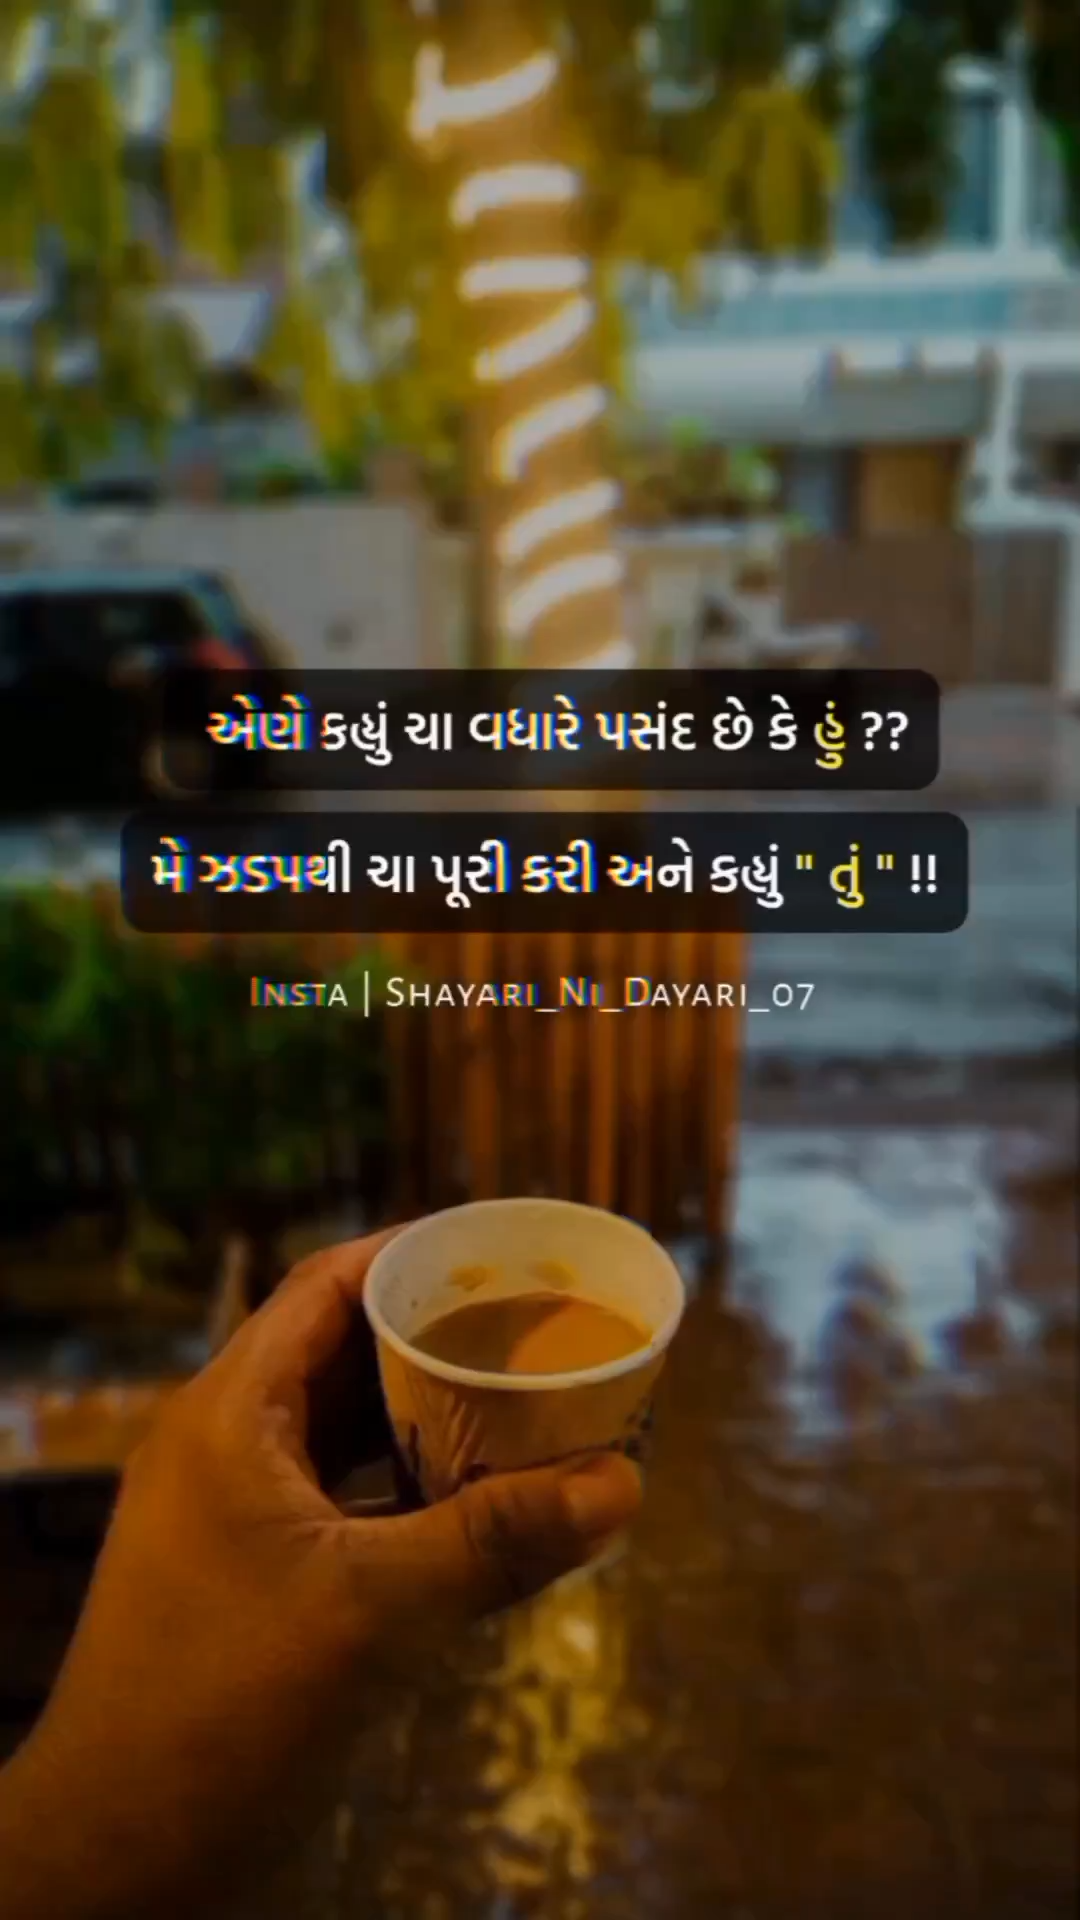 એણે કહ્યું ચા વધારે પસંદ છે કે હું ??
મે ઝડપથી ચા પૂરી કરી અને કહ્યું " તું " !!
Insta | Shayari_Ni_Dayari_07